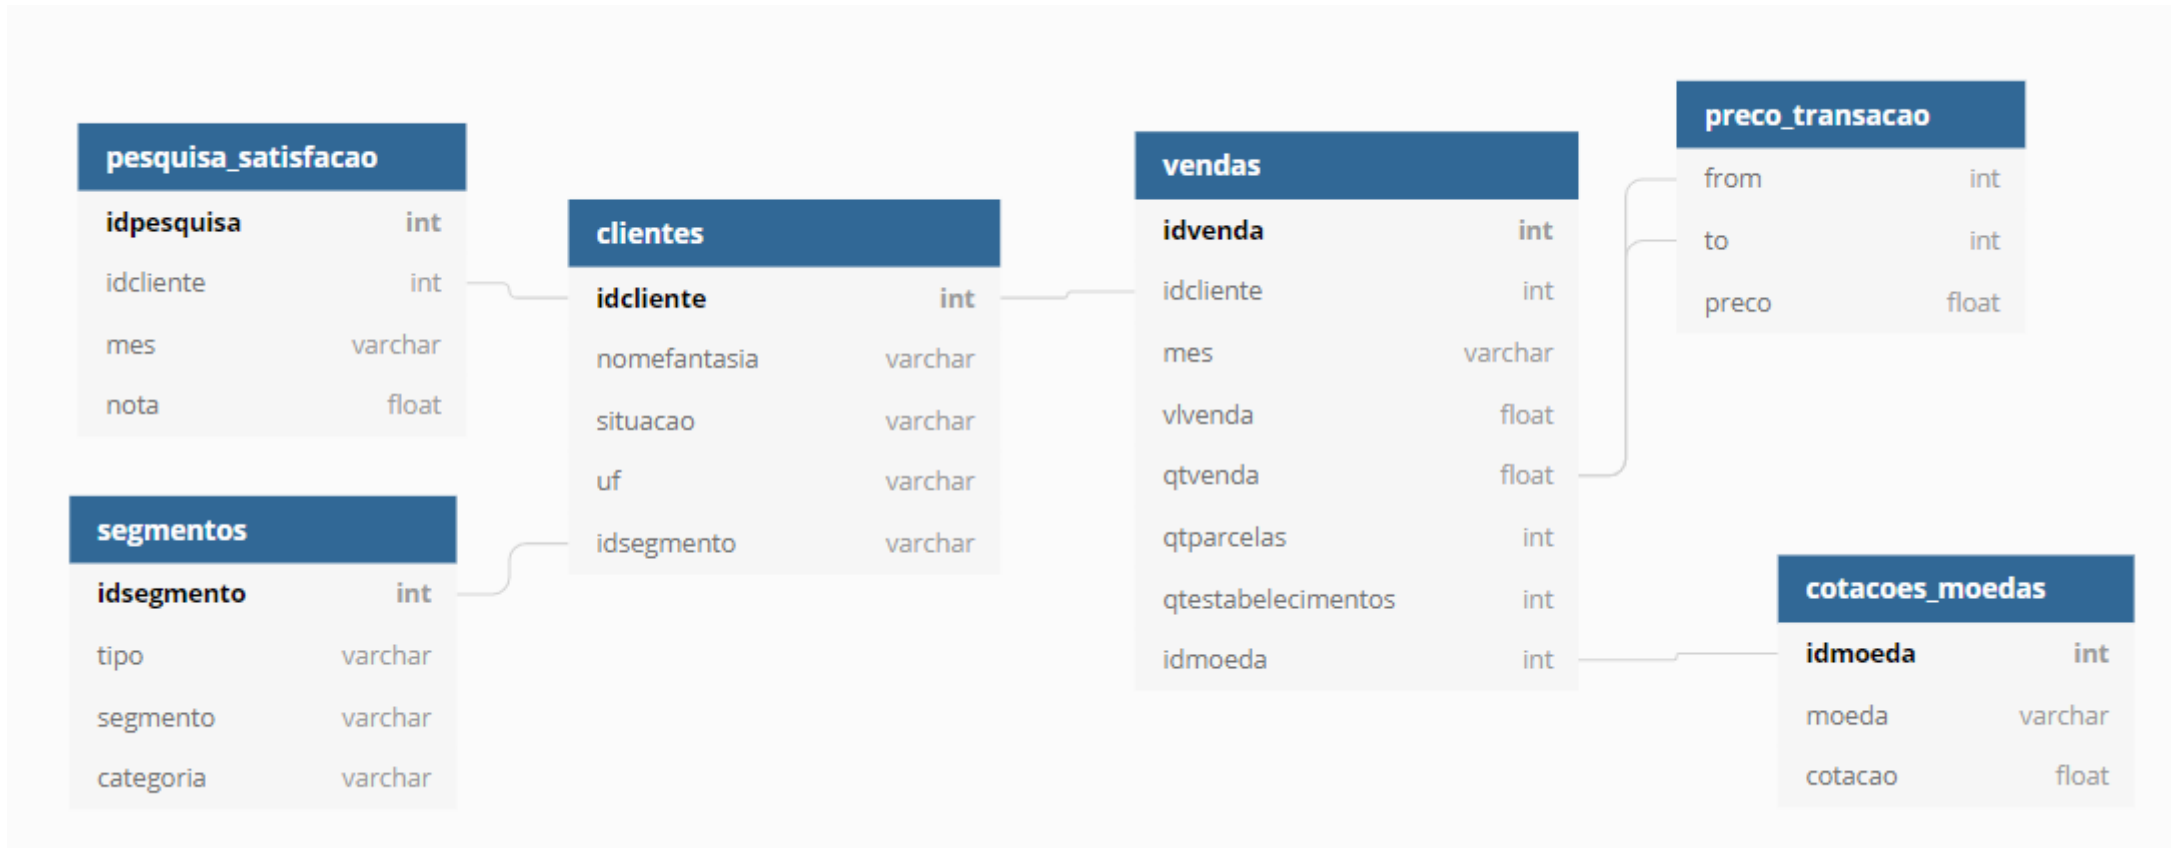 pesquisa_satisfacao
idpesquisa int
idcliente int
mes varchar
nota float
segmentos
idsegmento int
tipo varchar
segmento varchar
categoria varchar
clientes
idcliente int
nomefantasia varchar
situacao varchar
uf varchar
idsegmento varchar
vendas
idvenda int
idcliente int
mes varchar
vlvenda float
qtvenda float
qtparcelas int
qtestabelecimentos int
idmoeda int
preco_transacao
from int
to int
preco float
cotacoes_moedas
idmoeda int
moeda varchar
cotacao float